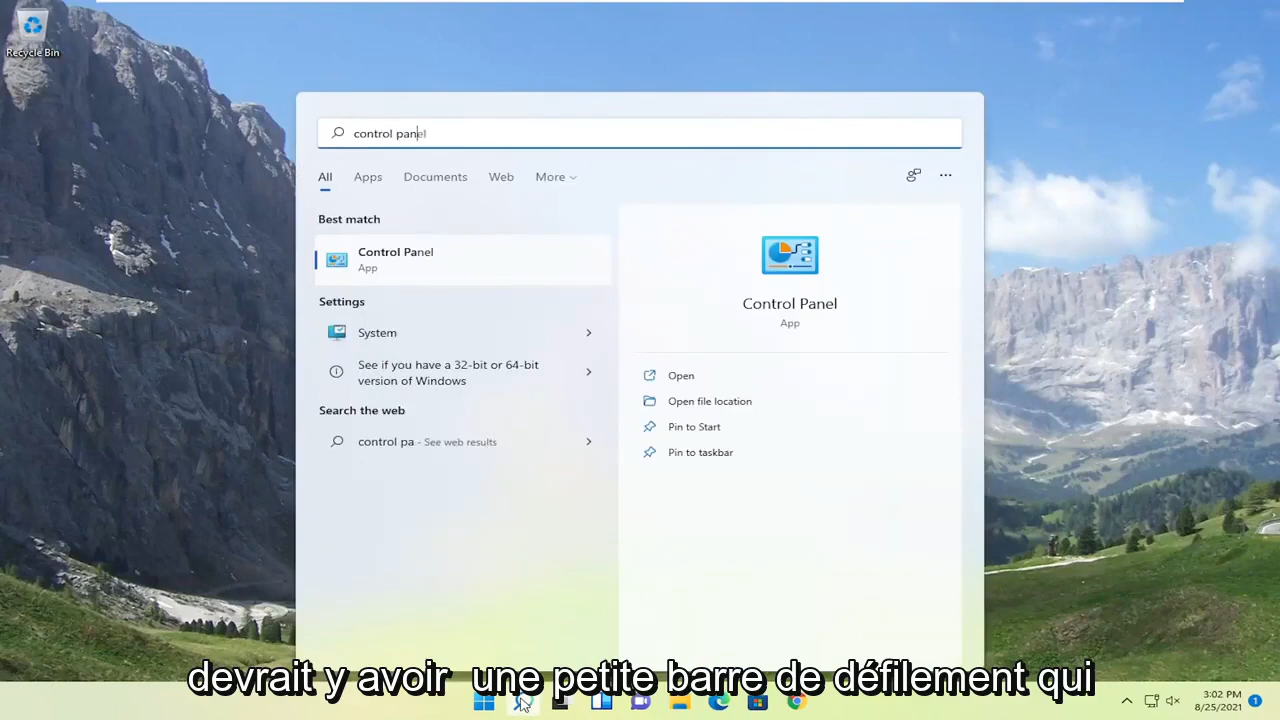 Recycle Bin
control panel
All Apps Documents Web More
Best match
Control Panel
App
Settings
System
See if you have a 32-bit or 64-bit
version of Windows
Search the web
control pa - See web results
Control Panel
App
Open
Open file location
Pin to Start
Pin to taskbar
devrait y avoir une petite barre de défilement qui
3:02 PM
8/25/2021
1